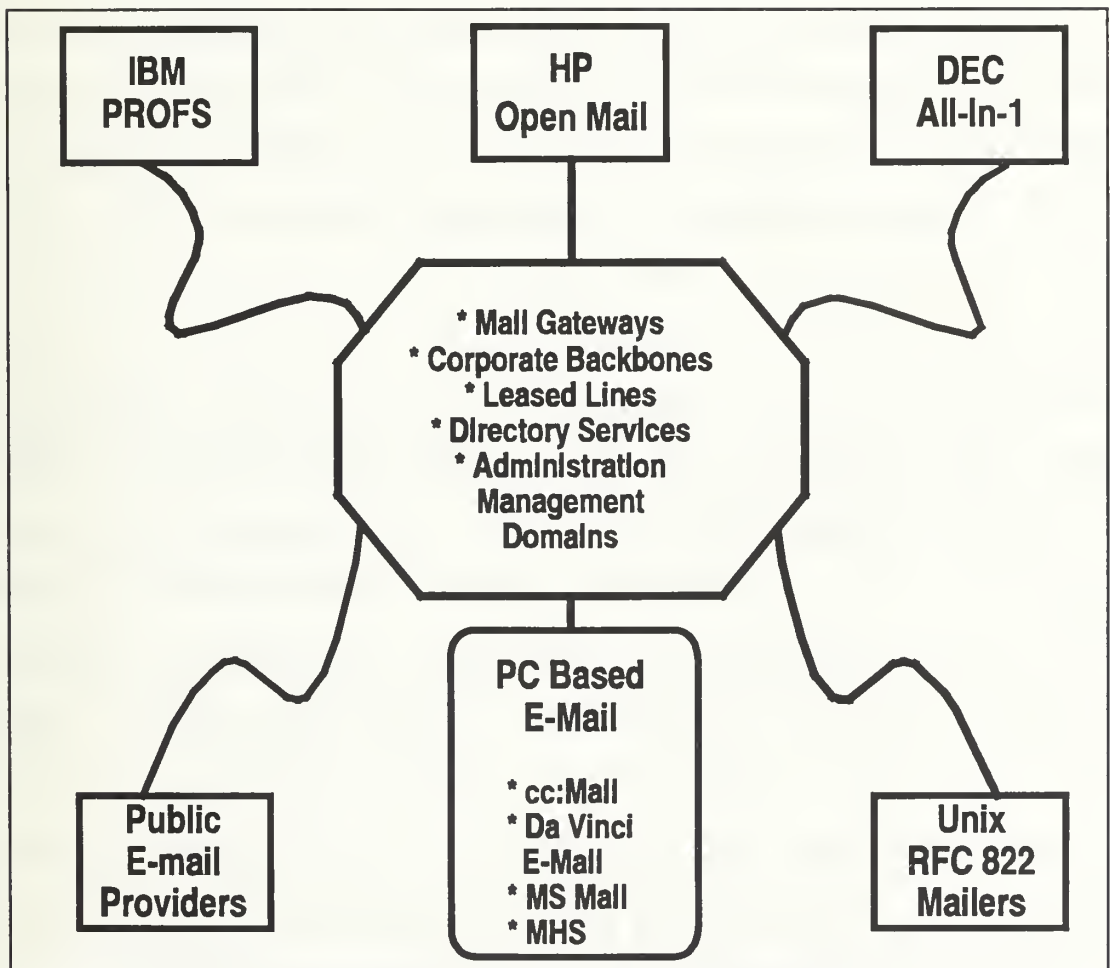 IBM
PROFS
HP
Open Mail
DEC
All-In-1
* Mail Gateways
* Corporate Backbones
* Leased Lines
* Directory Services
* Administration
Management
Domains
PC Based
E-Mail
* cc:Mail
* Da Vinci
E-Mail
* MS Mail
* MHS
Public
E-mail
Providers
Unix
RFC 822
Mailers